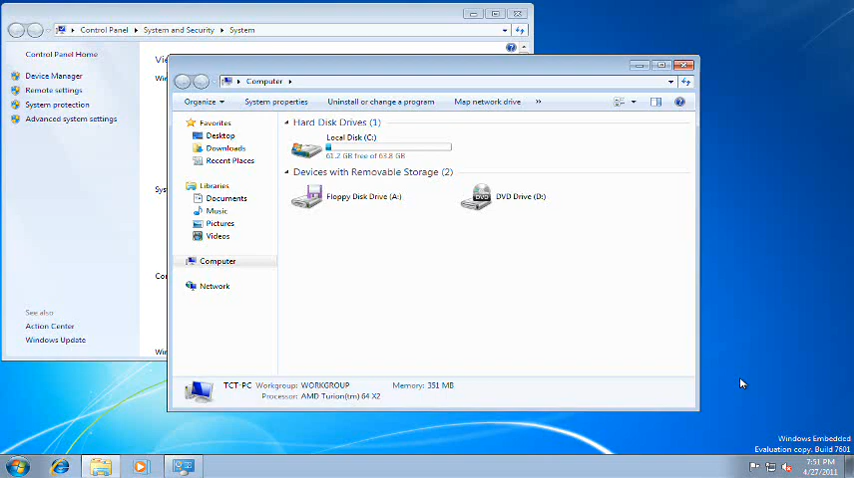 Control Panel System and Security System
Control Panel Home
Device Manager
Remote settings
System protection
Advanced system settings
See also
Action Center
Windows Update
Computer
Organize System properties Uninstall or change a program Map network drive »
Favorites
Desktop
Downloads
Recent Places
Libraries
Documents
Music
Pictures
Videos
Computer
Network
Hard Disk Drives (1)
Local Disk (C:)
61.2 GB free of 63.8 GB
Devices with Removable Storage (2)
Floppy Disk Drive (A:)
DVD DVD Drive (D:)
TCT-PC Workgroup: WORKGROUP Memory: 351 MB
Processor: AMD Turion(tm) 64 X2
Windows Embedded
Evaluation copy. Build 7601
7:51 PM
4/27/2011